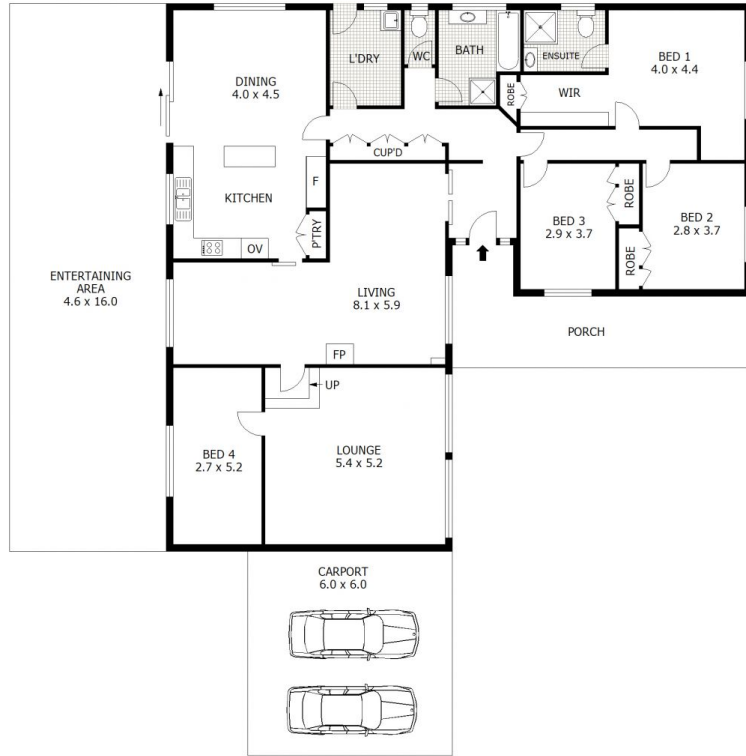 L'DRY
WC
BATH
ENSUITE
BED 1
4.0 x 4.4
DINING
4.0 x 4.5
ROBE
WIR
CUP'D
KITCHEN
F
P'TRY
OV
BED 3
2.9 x 3.7
ROBE
ROBE
BED 2
2.8 x 3.7
ENTERTAINING
AREA
4.6 x 16.0
LIVING
8.1 x 5.9
FP
PORCH
UP
BED 4
2.7 x 5.2
LOUNGE
5.4 x 5.2
CARPORT
6.0 x 6.0